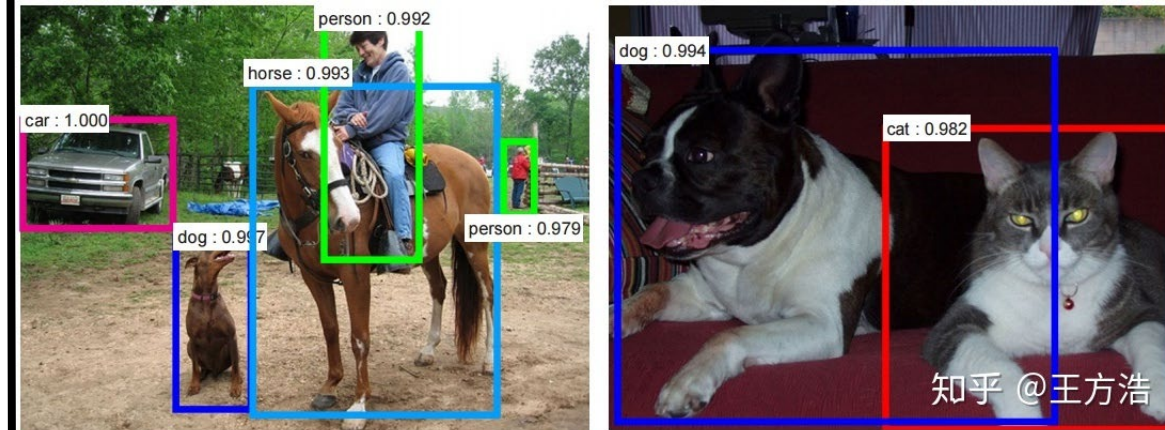 person : 0.992
horse : 0.993
car : 1.000
dog : 0.997
person : 0.979
dog : 0.994
cat : 0.982
知乎 @王方浩